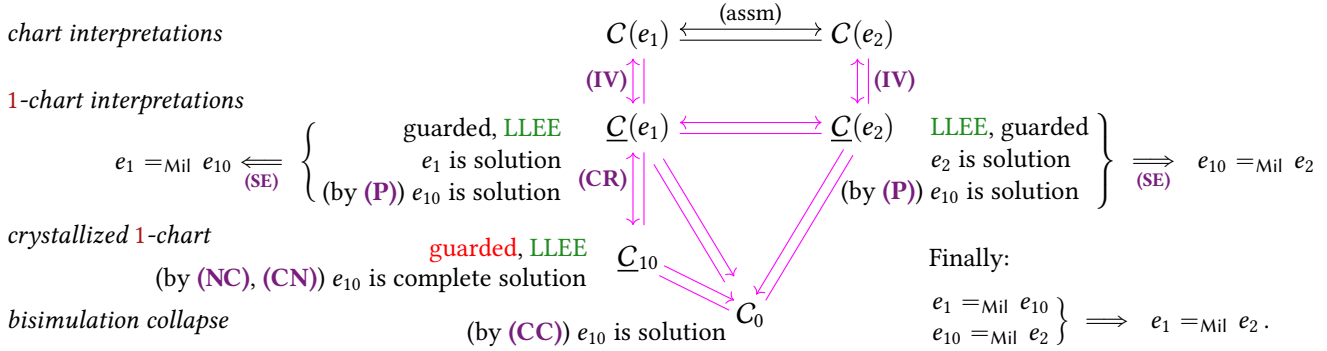 (assm)
chart interpretations C(e₁) C(e₂)
(IV) (IV)
1-chart interpretations
guarded, LLEE C(e₁) C(e₂) LLEE, guarded
e₁ =Mil e₁₀ ⟸(SE) { e₁ is solution e₂ is solution } ⟹(SE) e₁₀ =Mil e₂
(by (P)) e₁₀ is solution (CR) (by (P)) e₁₀ is solution
crystallized 1-chart
guarded, LLEE C₁₀ Finally:
(by (NC), (CN)) e₁₀ is complete solution
bisimulation collapse C₀
(by (CC)) e₁₀ is solution
e₁ =Mil e₁₀
e₁₀ =Mil e₂ } ⟹ e₁ =Mil e₂ .